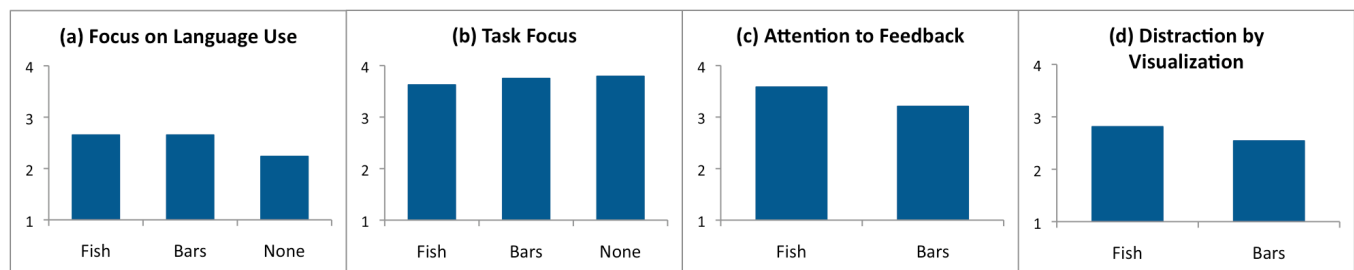 (a) Focus on Language Use
4
3
2
1
Fish Bars None
(b) Task Focus
4
3
2
1
Fish Bars None
(c) Attention to Feedback
4
3
2
1
Fish Bars
(d) Distraction by
Visualization
4
3
2
1
Fish Bars